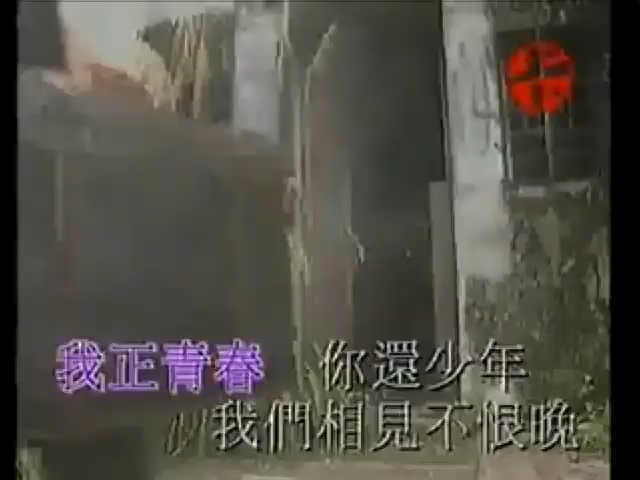 我正青春 你還少年
我們相見不恨晚